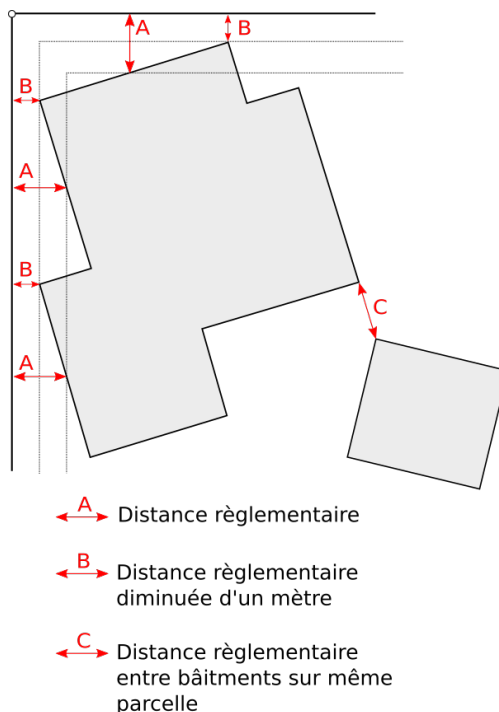 A
B
B
A
B
C
A
A
Distance règlementaire
B
Distance règlementaire
diminuée d'un mètre
C
Distance règlementaire
entre bâitments sur même
parcelle